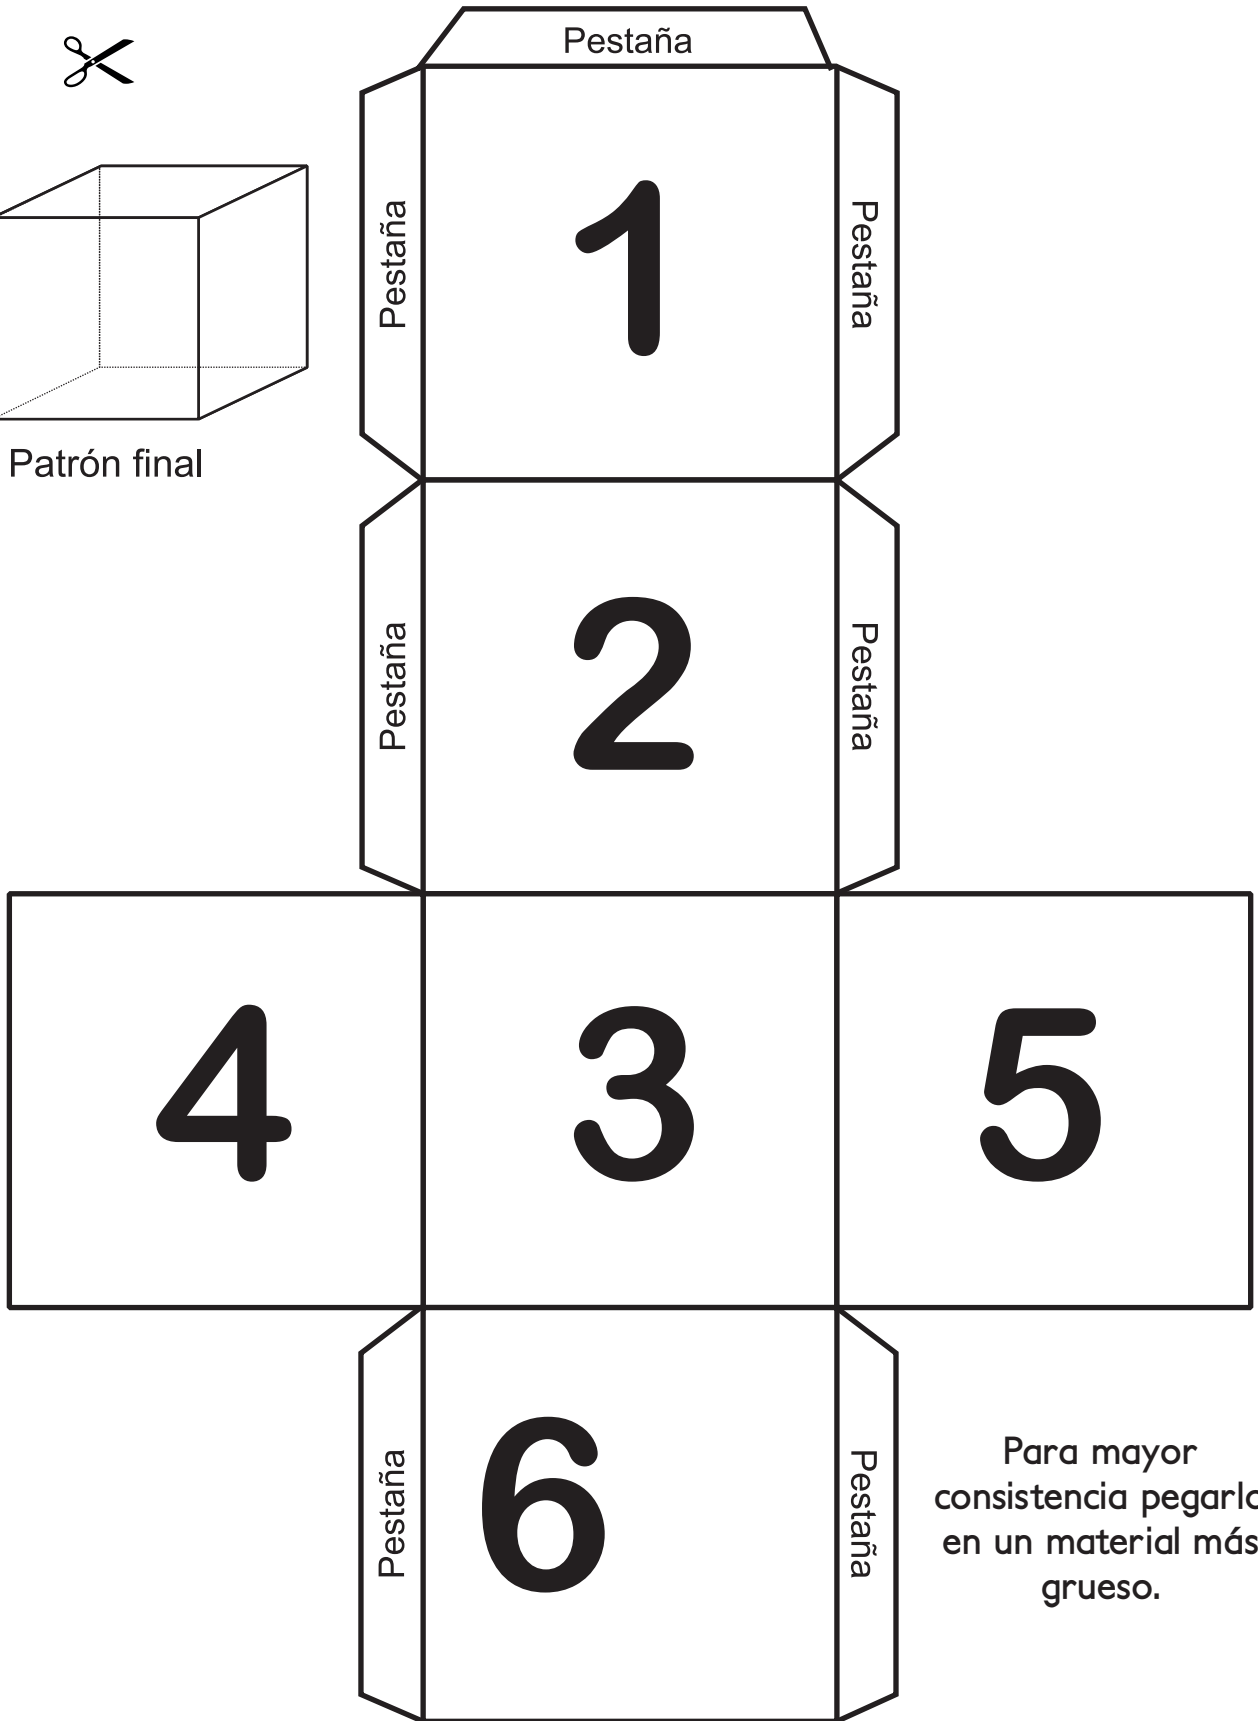 Pestaña
Pestaña
1
Pestaña
Patrón final
Pestaña
2
Pestaña
4
3
5
Pestaña
6
Pestaña
Para mayor
consistencia pegarlo
en un material más
grueso.